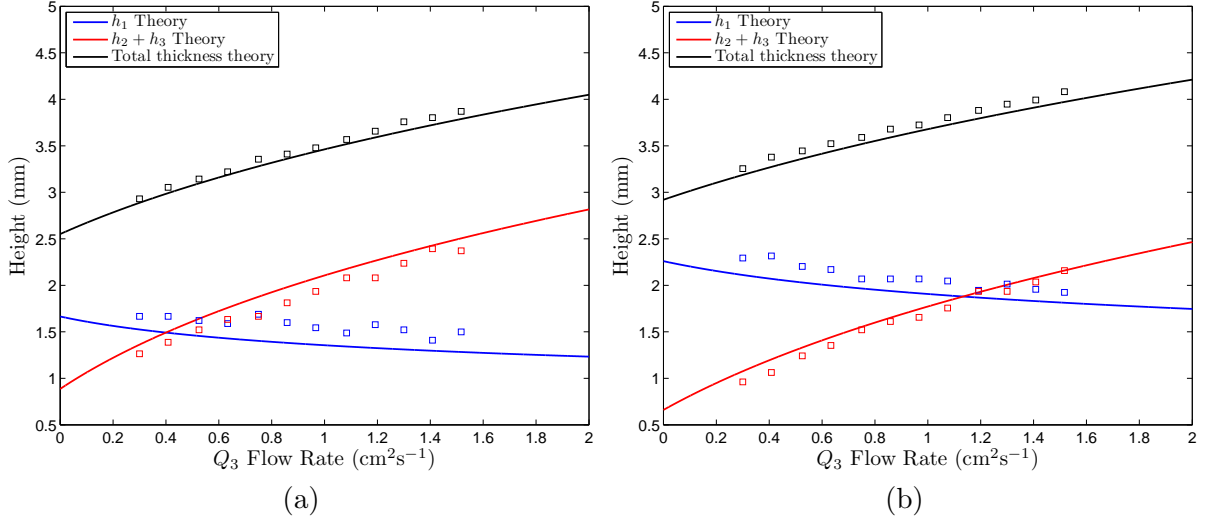 5
4.5
4
3.5
3
2.5
2
1.5
1
0.5
Height (mm)
h₁ Theory
h₂ + h₃ Theory
Total thickness theory
0 0.2 0.4 0.6 0.8 1 1.2 1.4 1.6 1.8 2
Q₃ Flow Rate (cm²s⁻¹)
(a)
5
4.5
4
3.5
3
2.5
2
1.5
1
0.5
Height (mm)
h₁ Theory
h₂ + h₃ Theory
Total thickness theory
0 0.2 0.4 0.6 0.8 1 1.2 1.4 1.6 1.8 2
Q₃ Flow Rate (cm²s⁻¹)
(b)